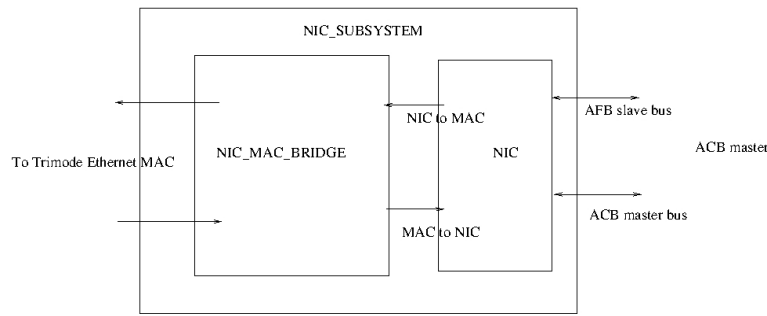 NIC_SUBSYSTEM
NIC to MAC
AFB slave bus
To Trimode Ethernet MAC
NIC_MAC_BRIDGE
NIC
ACB master
MAC to NIC
ACB master bus